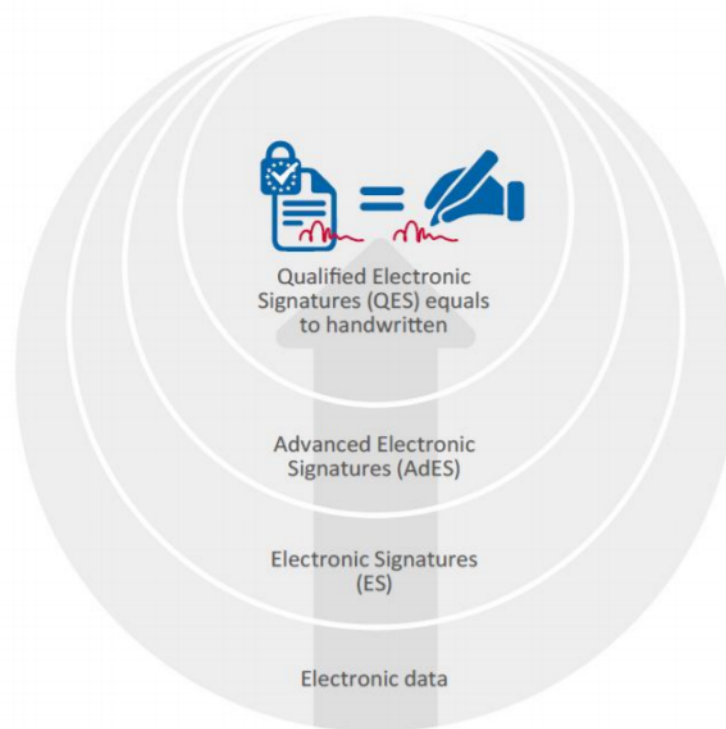 Qualified Electronic
Signatures (QES) equals
to handwritten
Advanced Electronic
Signatures (AdES)
Electronic Signatures
(ES)
Electronic data